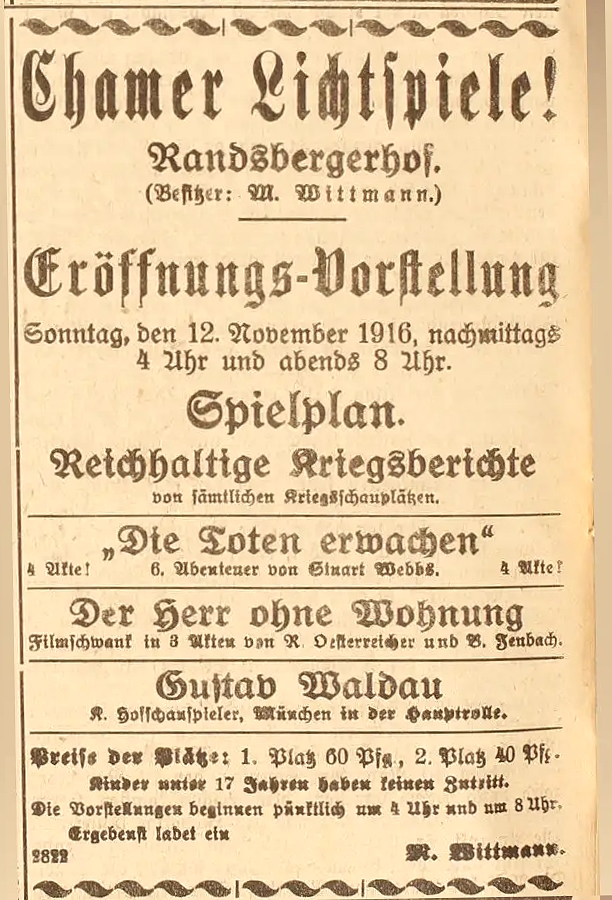 Chamer Lichtspiele!
Randsbergerhof.
(Besitzer: M. Wittmann.)
Eröffnungs-Vorstellung
Sonntag, den 12. November 1916, nachmittags
4 Uhr und abends 8 Uhr.
Spielplan.
Reichhaltige Kriegsberichte
von sämtlichen Kriegsschauplätzen.
„Die Toten erwachen“
4 Akte! 6. Abenteuer von Stuart Webbs. 4 Akte!
Der Herr ohne Wohnung
Filmschwank in 3 Akten von R. Oesterreicher und B. Jenbach.
Gustav Waldau
K. Hofschauspieler, München in der Hauptrolle.
Preise der Plätze: 1. Platz 60 Pfg, 2. Platz 40 Pfg.
Kinder unter 17 Jahren haben keinen Zutritt.
Die Vorstellungen beginnen pünktlich um 4 Uhr und um 8 Uhr.
Ergebenst ladet ein
2822 M. Wittmann.